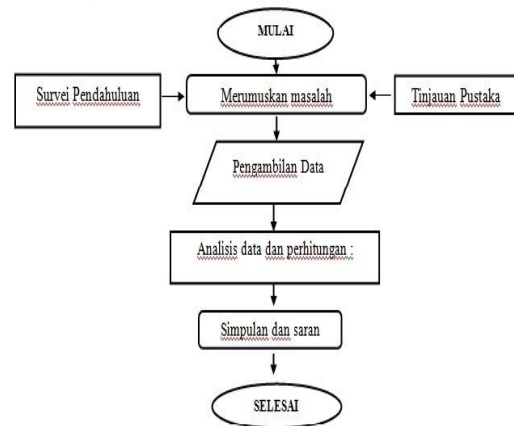 MULAI
Survei Pendahuluan
Merumuskan masalah
Tinjauan Pustaka
Pengambilan Data
Analisis data dan perhitungan :
Simpulan dan saran
SELESAI